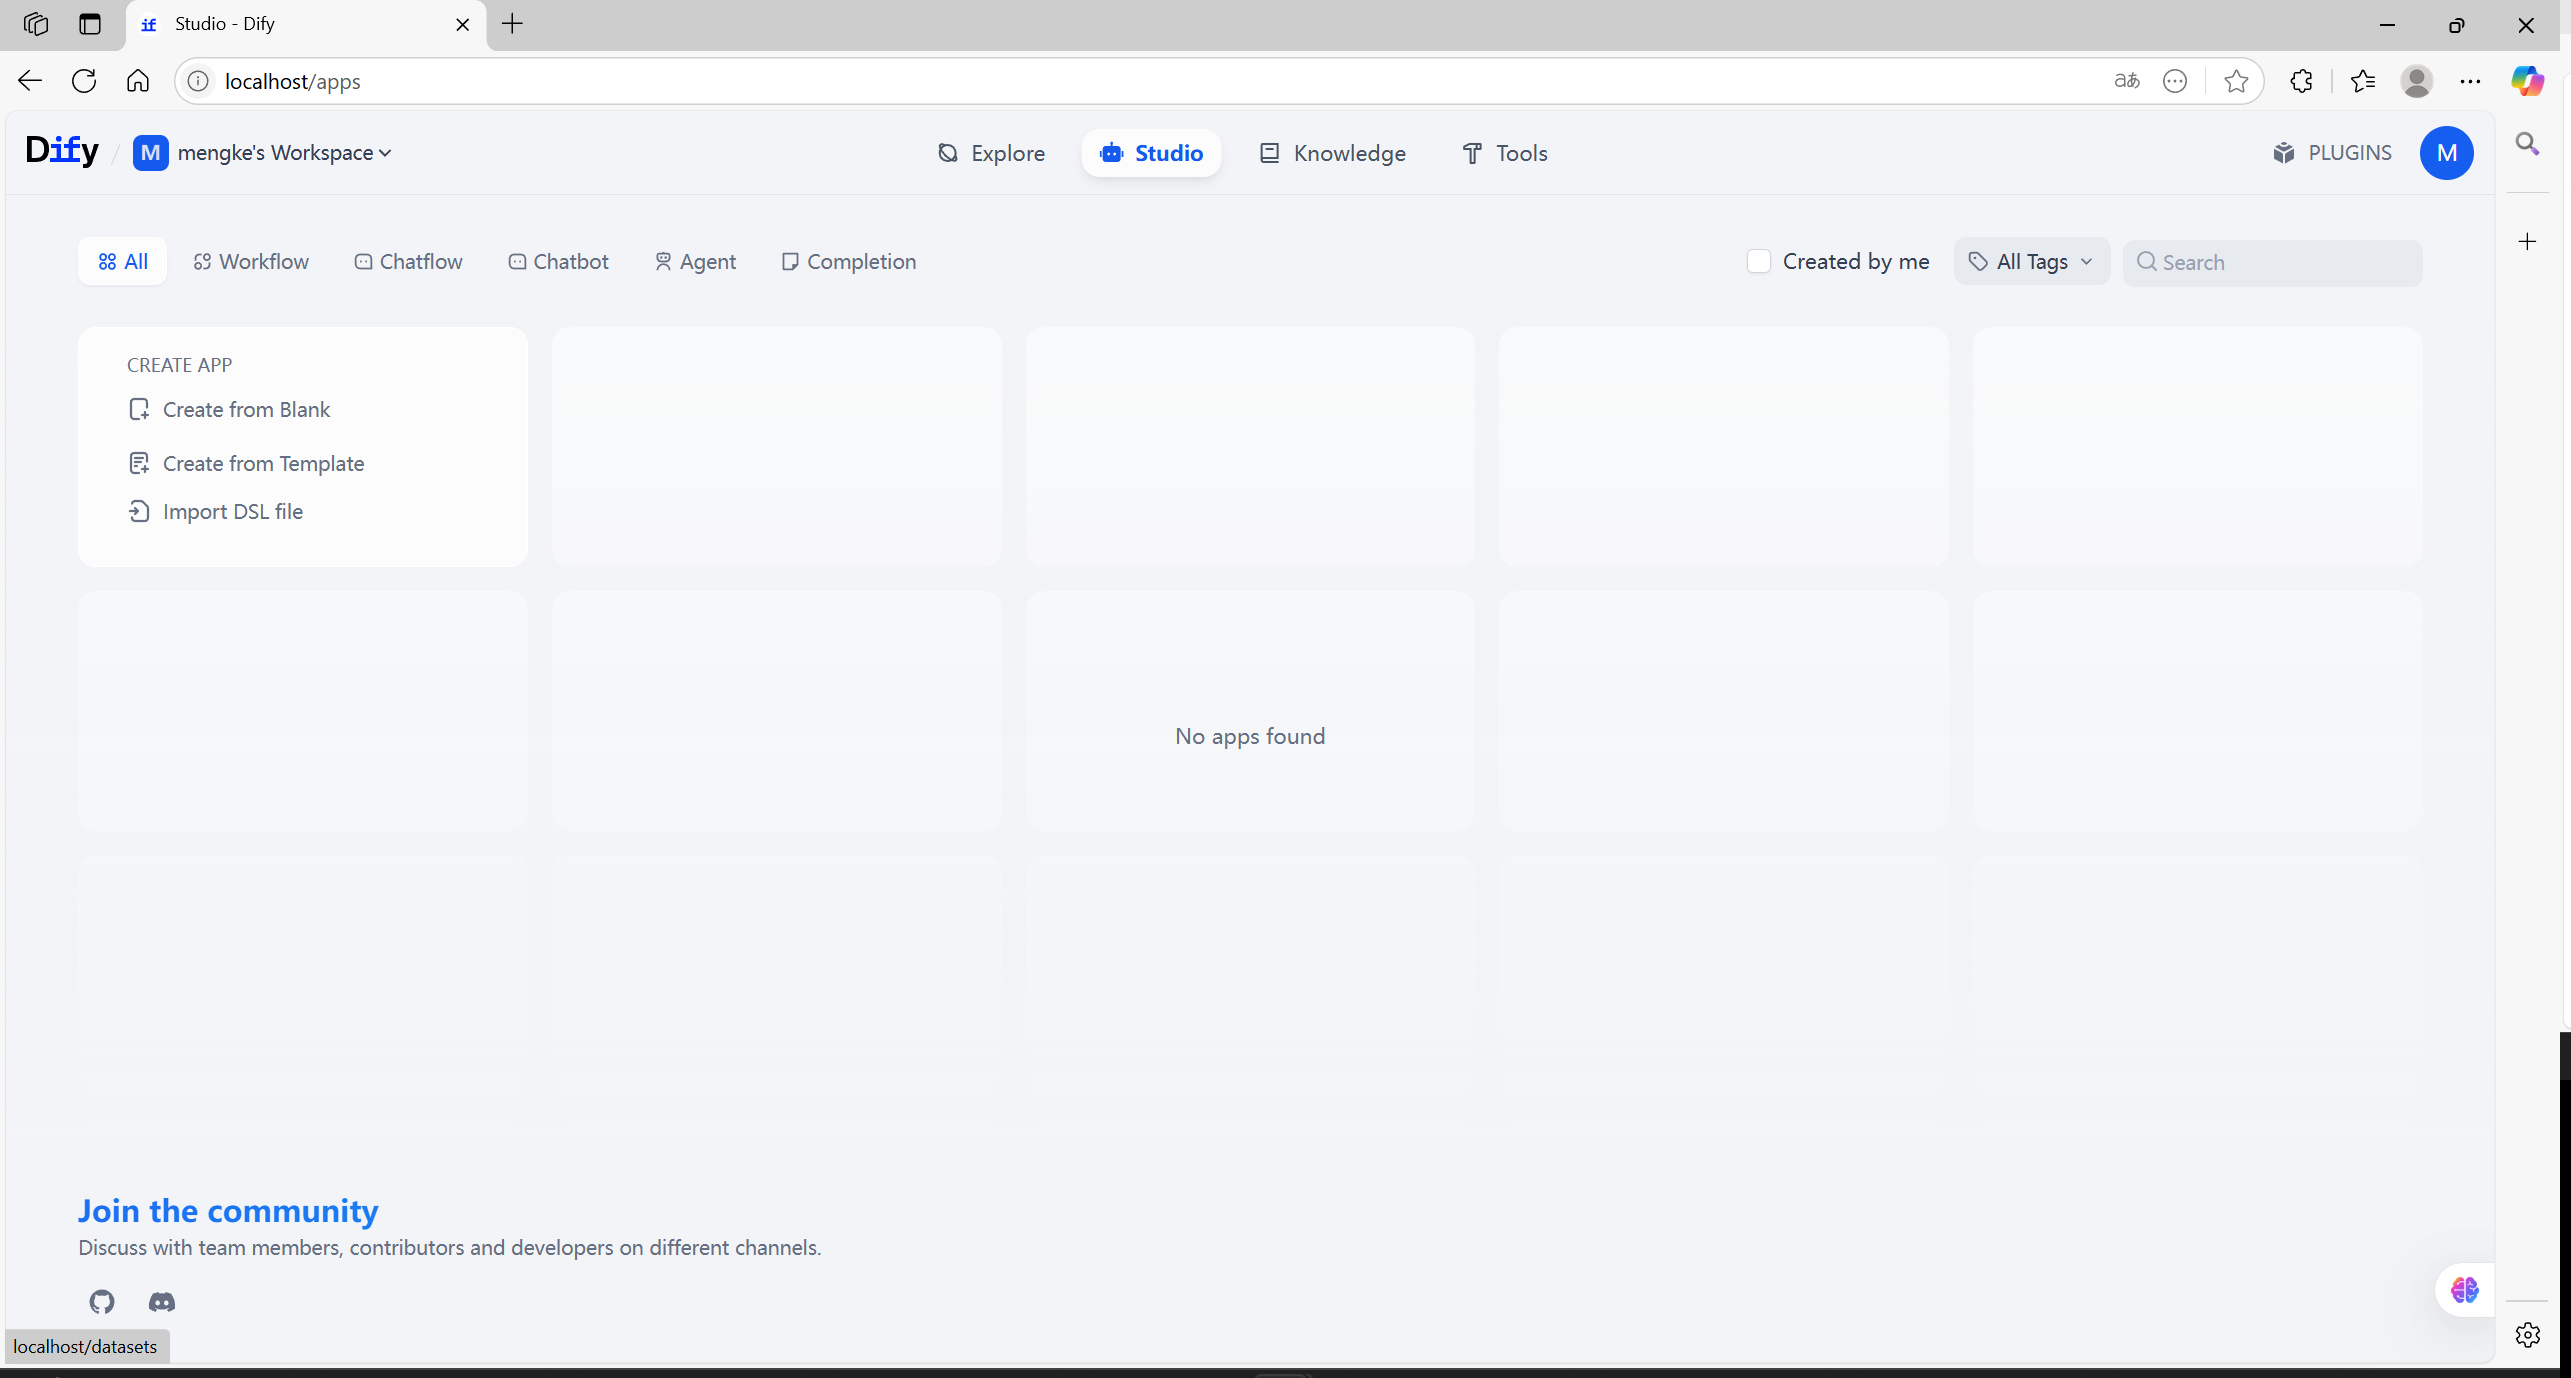 Studio - Dify
localhost/apps
aあ
Dify / M mengke's Workspace
Explore
Studio
Knowledge
Tools
PLUGINS
M
All
Workflow
Chatflow
Chatbot
Agent
Completion
Created by me
All Tags
Search
CREATE APP
Create from Blank
Create from Template
Import DSL file
No apps found
Join the community
Discuss with team members, contributors and developers on different channels.
localhost/datasets